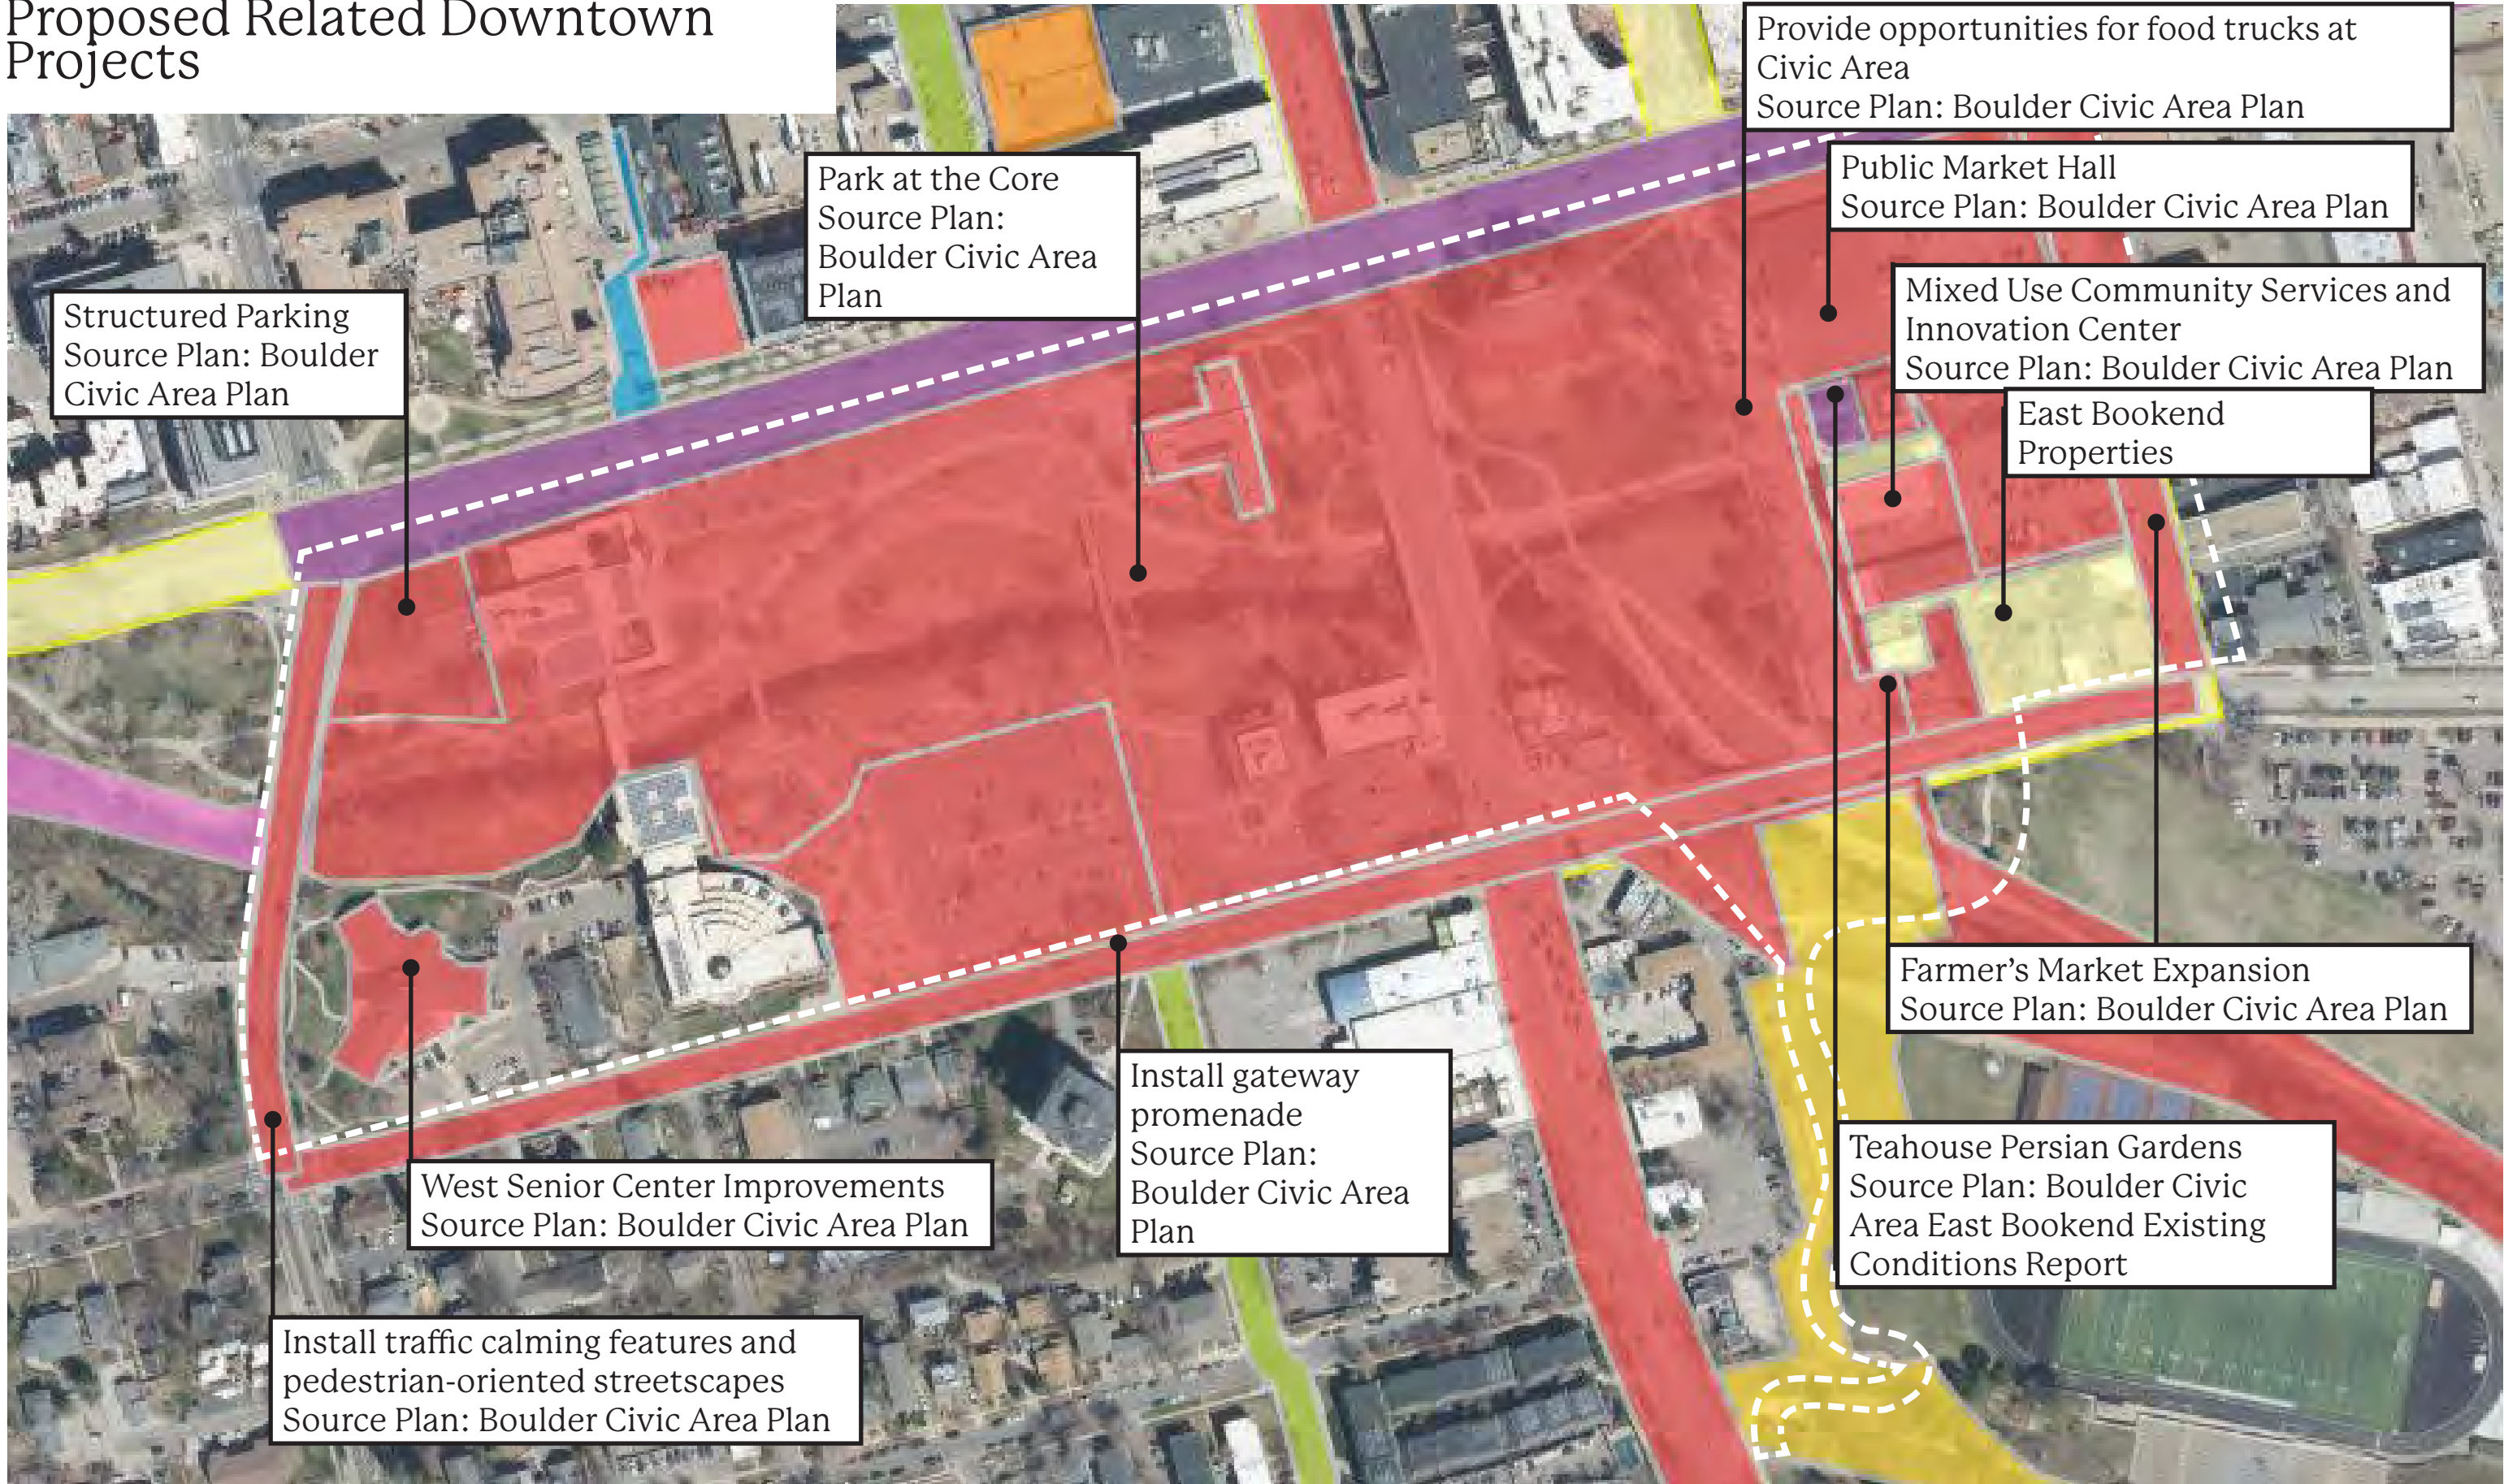 Proposed Related Downtown
Projects
Provide opportunities for food trucks at
Civic Area
Source Plan: Boulder Civic Area Plan
Public Market Hall
Source Plan: Boulder Civic Area Plan
Park at the Core
Source Plan:
Boulder Civic Area
Plan
Mixed Use Community Services and
Innovation Center
Source Plan: Boulder Civic Area Plan
Structured Parking
Source Plan: Boulder
Civic Area Plan
East Bookend
Properties
Farmer’s Market Expansion
Source Plan: Boulder Civic Area Plan
Install gateway
promenade
Source Plan:
Boulder Civic Area
Plan
Teahouse Persian Gardens
Source Plan: Boulder Civic
Area East Bookend Existing
Conditions Report
West Senior Center Improvements
Source Plan: Boulder Civic Area Plan
Install traffic calming features and
pedestrian-oriented streetscapes
Source Plan: Boulder Civic Area Plan